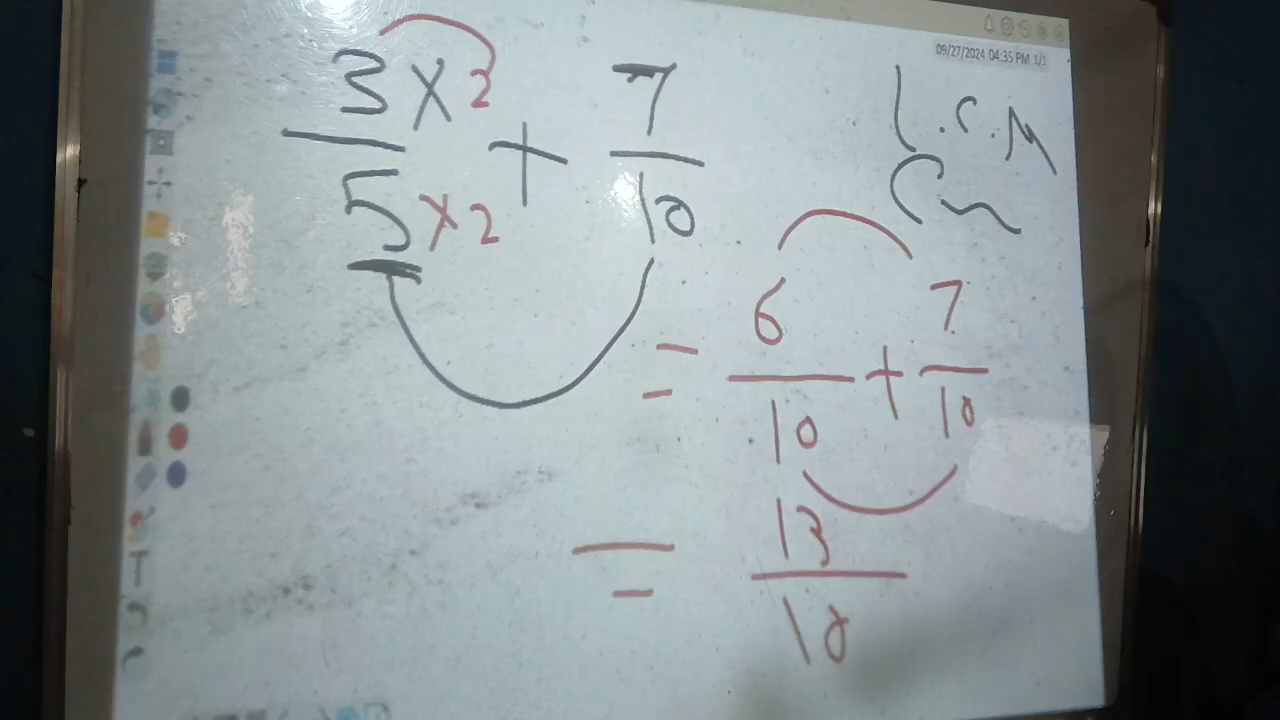 09/27/2024 04:35 PM 1/1
L.C.M
3 x 2 + 7
5 x 2   10
= 6 + 7
10   10
= 13
10